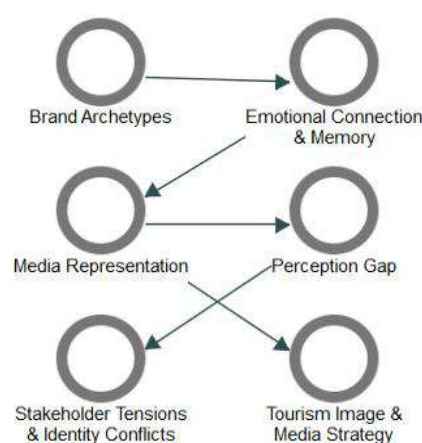 Brand Archetypes
Emotional Connection
& Memory
Media Representation
Perception Gap
Stakeholder Tensions
& Identity Conflicts
Tourism Image &
Media Strategy